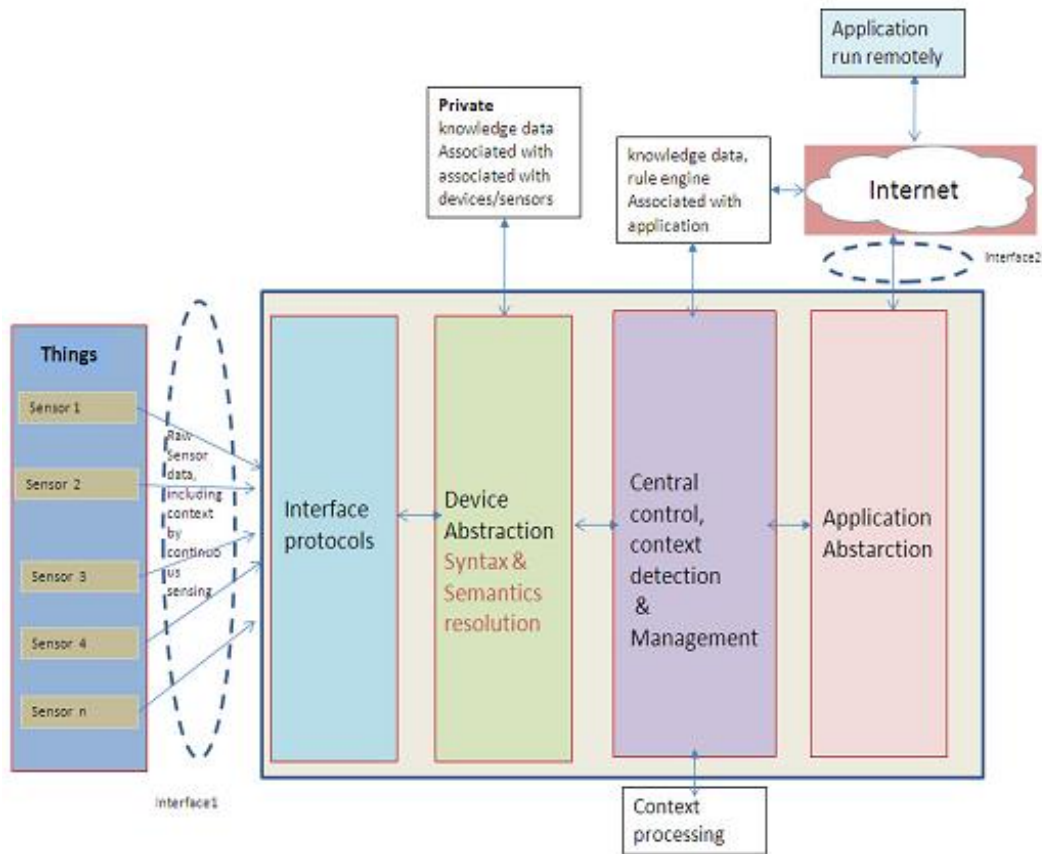 Application
run remotely
Private
knowledge data
Associated with
associated with
devices/sensors
knowledge data,
rule engine
Associated with
application
Internet
Interface2
Things
Sensor 1
Sensor 2
Sensor 3
Sensor 4
Sensor n
Raw
Sensor
data,
including
context
by
continuo
us
sensing
Interface1
Interface
protocols
Device
Abstraction
Syntax &
Semantics
resolution
Central
control,
context
detection
&
Management
Application
Abstarction
Context
processing